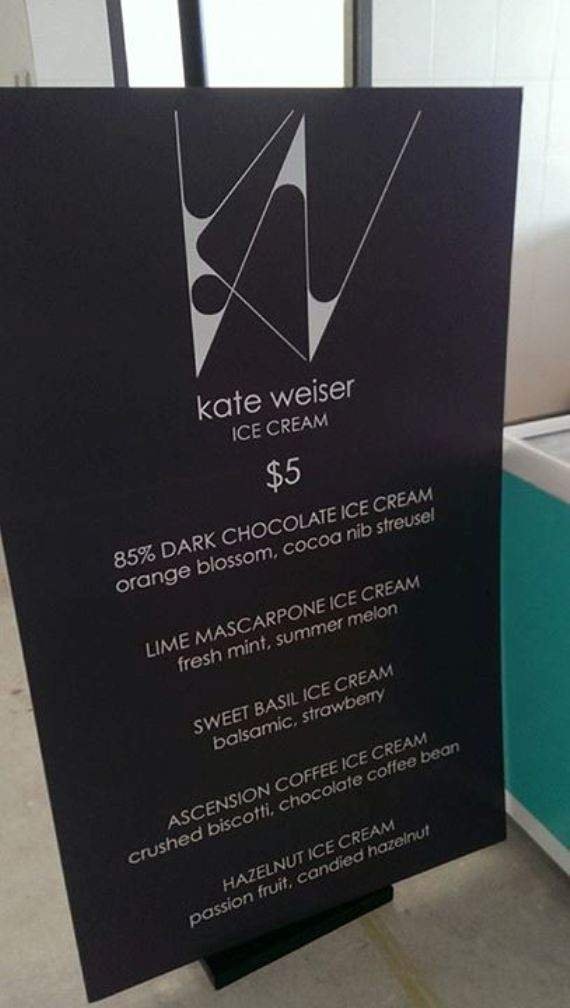 KW
kate weiser
ICE CREAM
$5
85% DARK CHOCOLATE ICE CREAM
orange blossom, cocoa nib streusel
LIME MASCARPONE ICE CREAM
fresh mint, summer melon
SWEET BASIL ICE CREAM
balsamic, strawberry
ASCENSION COFFEE ICE CREAM
crushed biscotti, chocolate coffee bean
HAZELNUT ICE CREAM
passion fruit, candied hazelnut